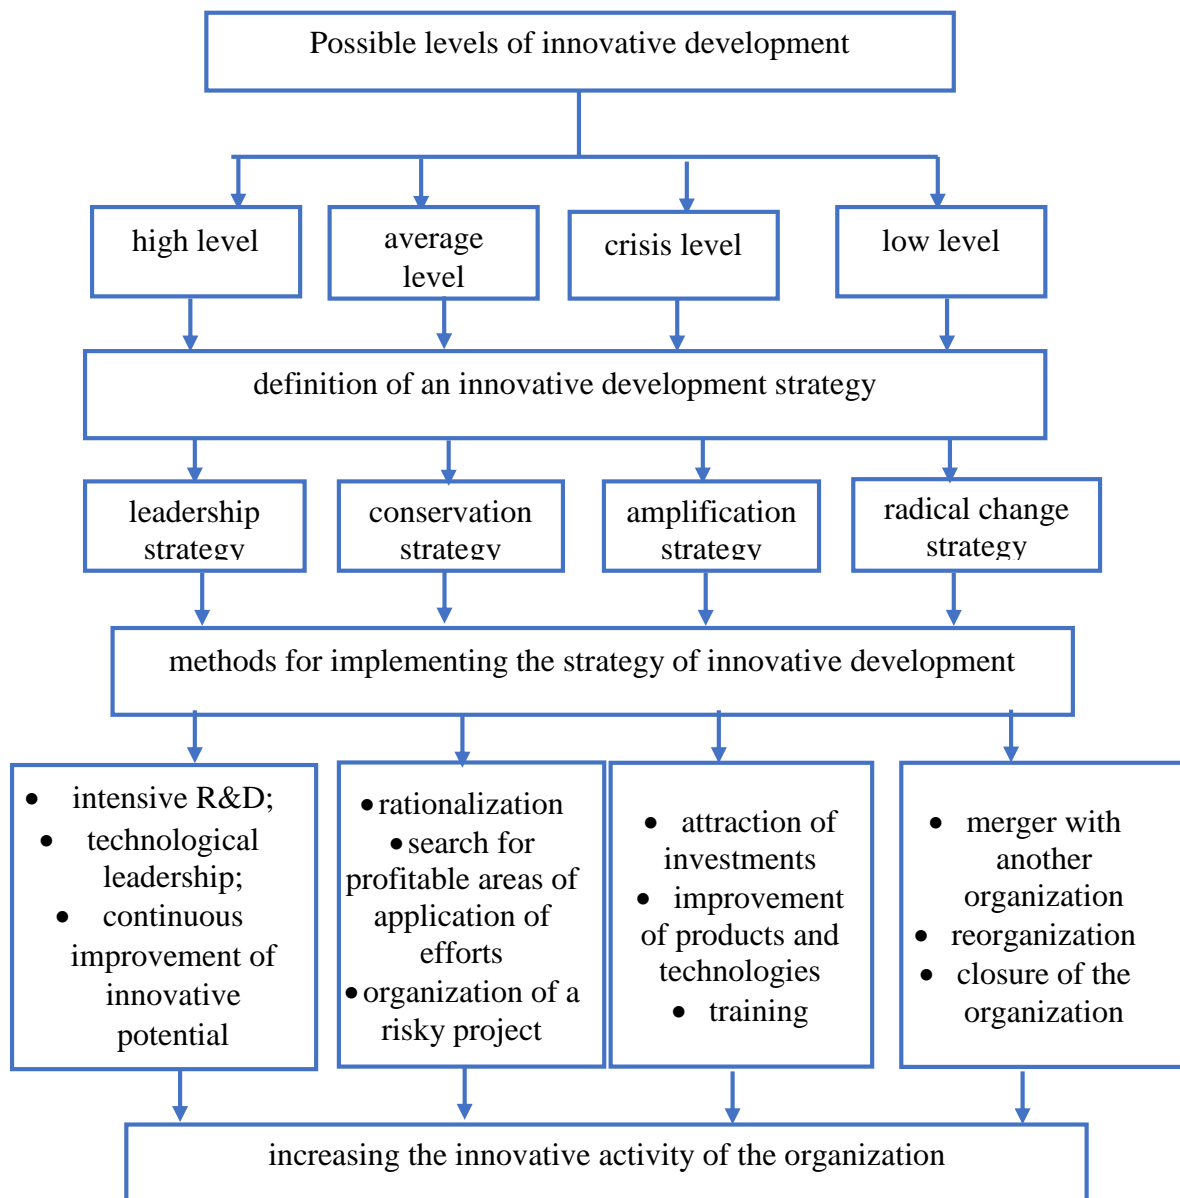 Possible levels of innovative development
high level
average
level
crisis level
low level
definition of an innovative development strategy
leadership
strategy
conservation
strategy
amplification
strategy
radical change
strategy
methods for implementing the strategy of innovative development
• intensive R&D;
• technological
leadership;
• continuous
improvement of
innovative
potential
• rationalization
• search for
profitable areas of
application of
efforts
• organization of a
risky project
• attraction of
investments
• improvement
of products and
technologies
• training
• merger with
another
organization
• reorganization
• closure of the
organization
increasing the innovative activity of the organization